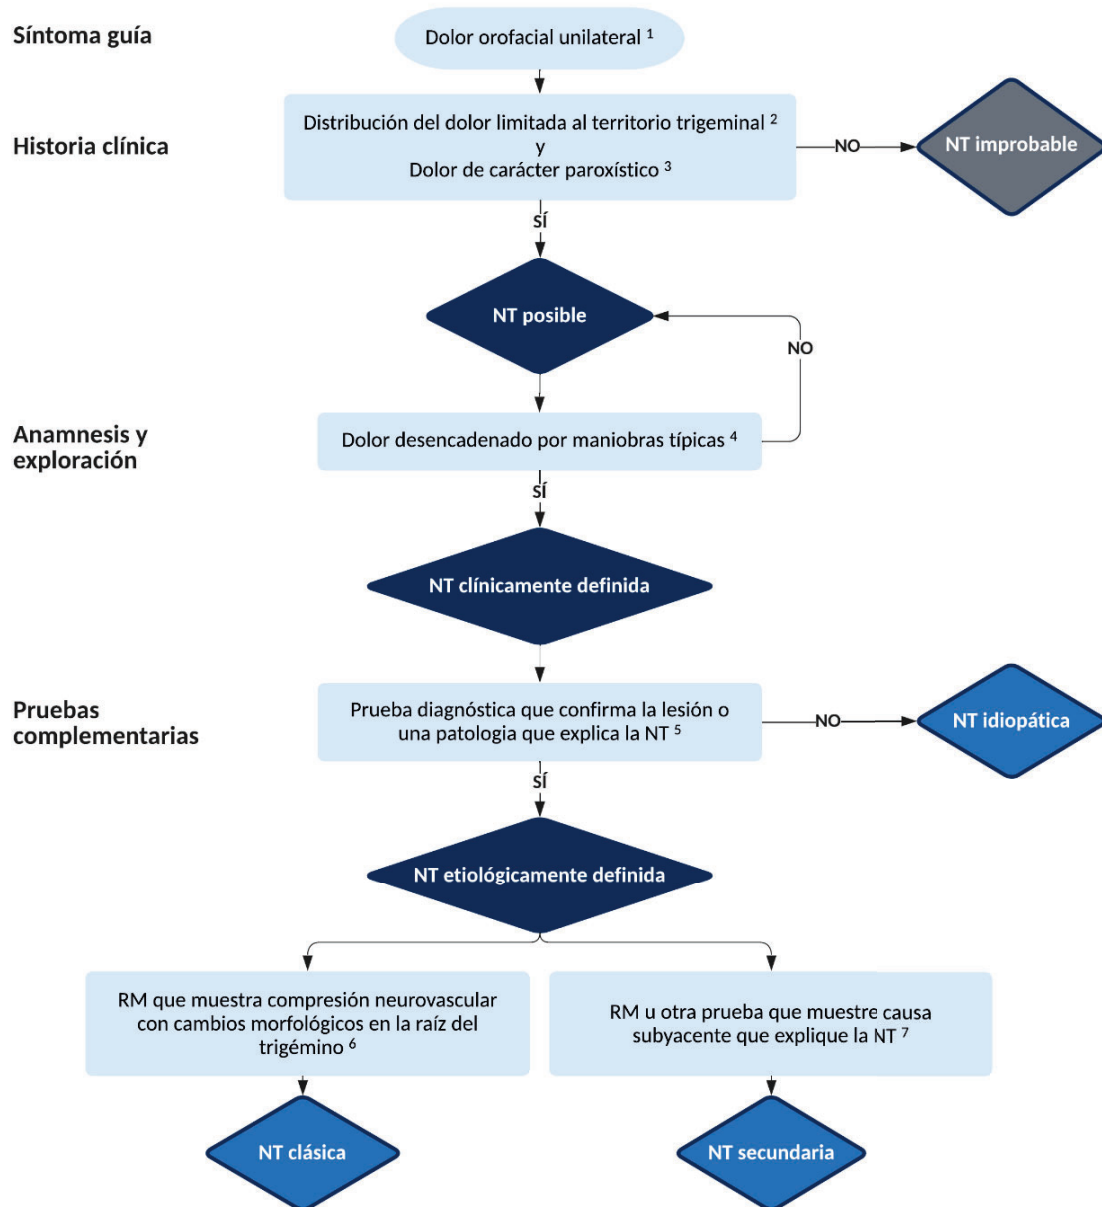 Síntoma guía
Dolor orofacial unilateral ¹
Historia clínica
Distribución del dolor limitada al territorio trigeminal ²
y
Dolor de carácter paroxístico ³
NO
NT improbable
SÍ
NT posible
NO
Anamnesis y
exploración
Dolor desencadenado por maniobras típicas ⁴
SÍ
NT clínicamente definida
Pruebas
complementarias
Prueba diagnóstica que confirma la lesión o
una patologia que explica la NT ⁵
NO
NT idiopática
SÍ
NT etiológicamente definida
RM que muestra compresión neurovascular
con cambios morfológicos en la raíz del
trigémino ⁶
RM u otra prueba que muestre causa
subyacente que explique la NT ⁷
NT clásica
NT secundaria